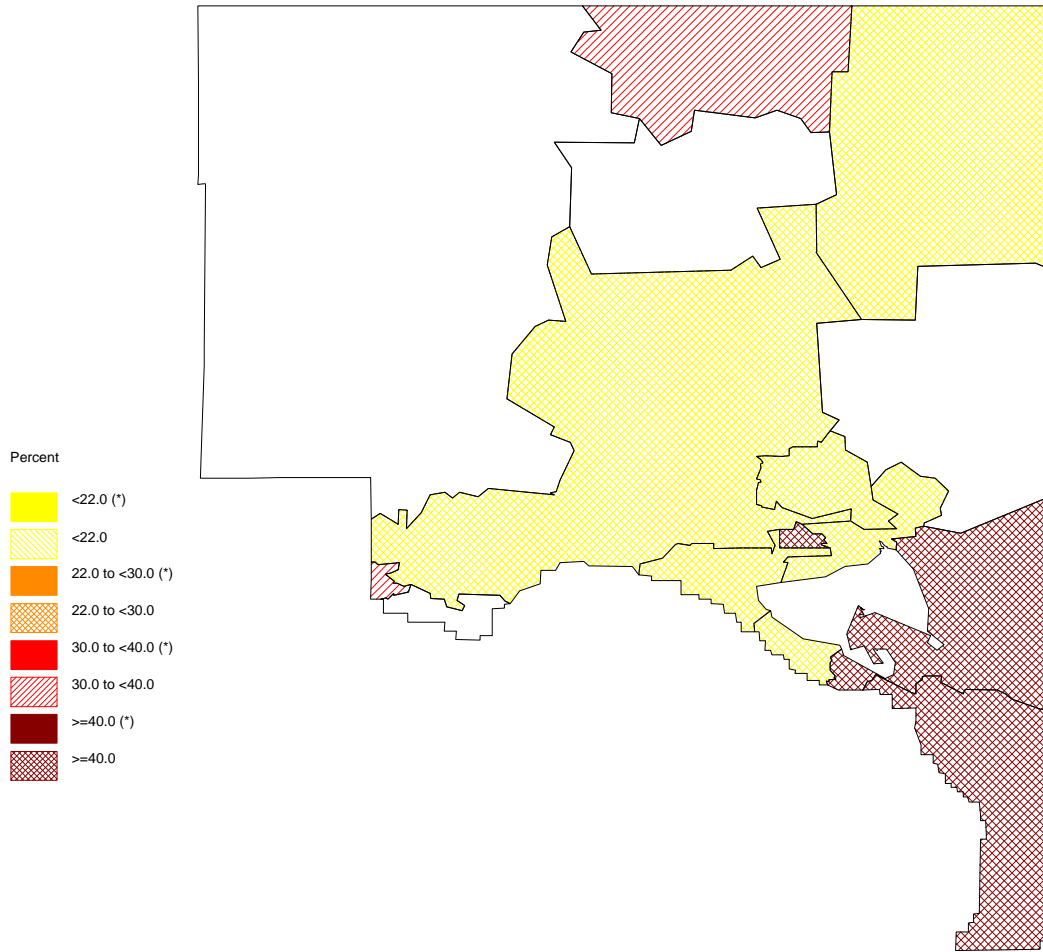 Percent
<22.0 (*)
<22.0
22.0 to <30.0 (*)
22.0 to <30.0
30.0 to <40.0 (*)
30.0 to <40.0
>=40.0 (*)
>=40.0